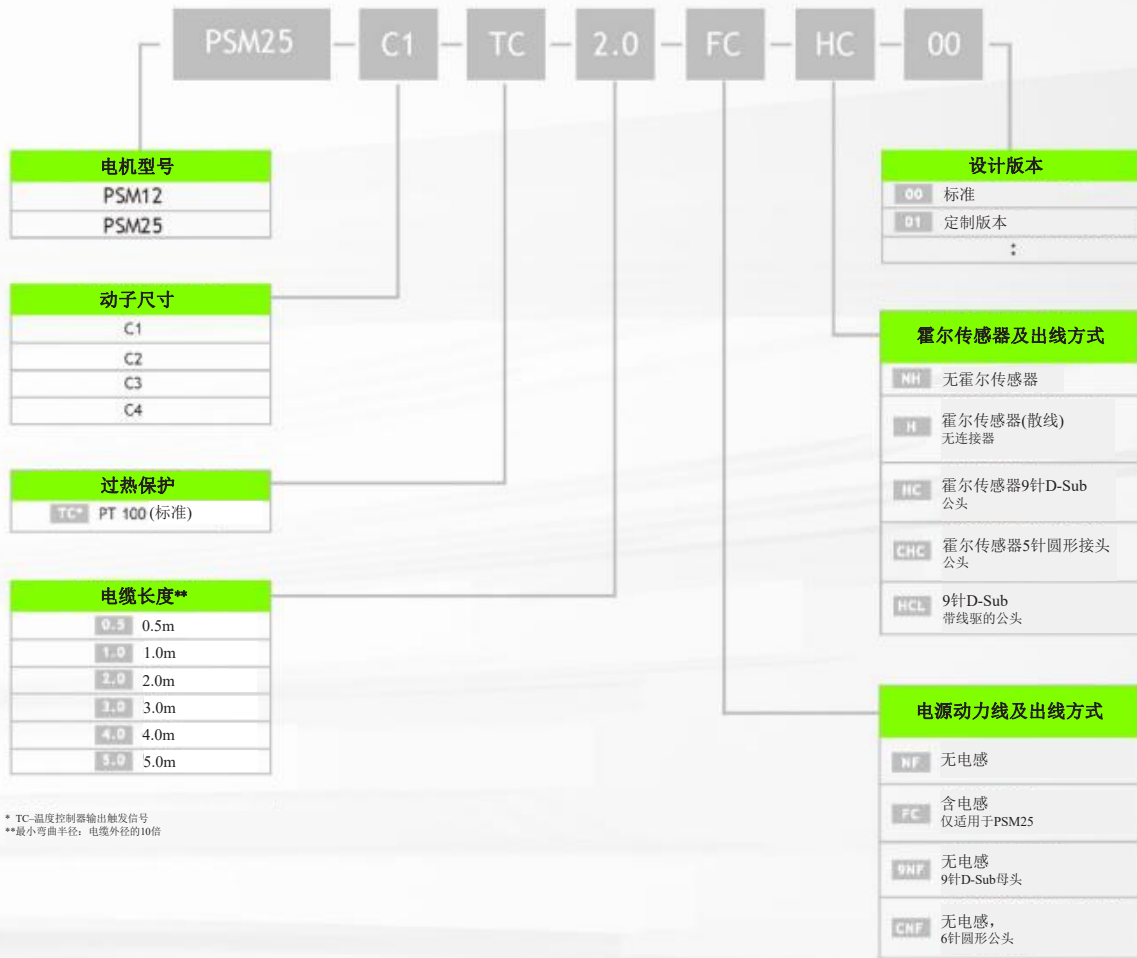 PSM25 - C1 - TC - 2.0 - FC - HC - 00
电机型号
PSM12
PSM25
动子尺寸
C1
C2
C3
C4
过热保护
TC* PT 100 (标准)
电缆长度**
0.5 0.5m
1.0 1.0m
2.0 2.0m
3.0 3.0m
4.0 4.0m
5.0 5.0m
* TC–温度控制器输出触发信号
**最小弯曲半径：电缆外径的10倍
设计版本
00 标准
01 定制版本
:
霍尔传感器及出线方式
NH 无霍尔传感器
H 霍尔传感器(散线)
无连接器
HC 霍尔传感器9针D-Sub
公头
CHC 霍尔传感器5针圆形接头
公头
HCL 9针D-Sub
带线驱的公头
电源动力线及出线方式
NF 无电感
FC 含电感
仅适用于PSM25
9NF 无电感
9针D-Sub母头
CNF 无电感，
6针圆形公头